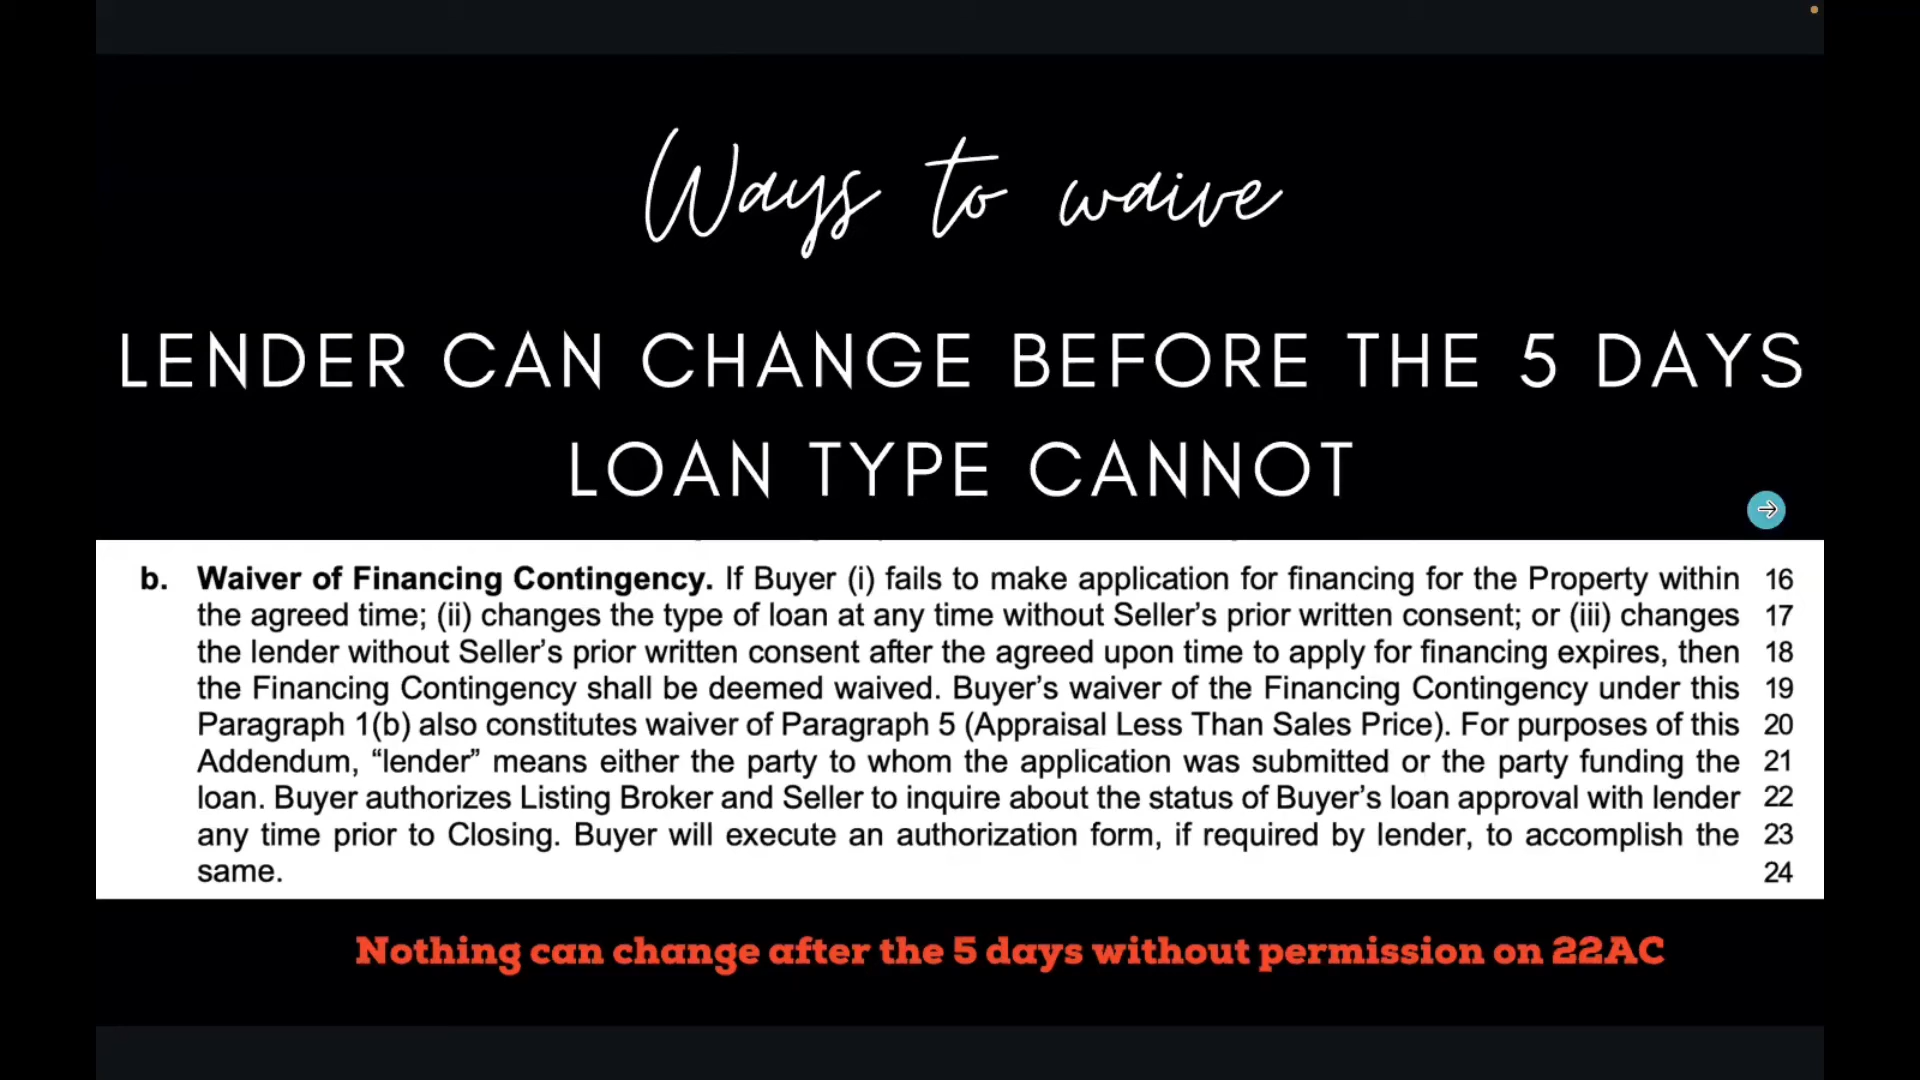 Ways to waive
LENDER CAN CHANGE BEFORE THE 5 DAYS
LOAN TYPE CANNOT
b. Waiver of Financing Contingency. If Buyer (i) fails to make application for financing for the Property within 16
the agreed time; (ii) changes the type of loan at any time without Seller's prior written consent; or (iii) changes 17
the lender without Seller's prior written consent after the agreed upon time to apply for financing expires, then 18
the Financing Contingency shall be deemed waived. Buyer's waiver of the Financing Contingency under this 19
Paragraph 1(b) also constitutes waiver of Paragraph 5 (Appraisal Less Than Sales Price). For purposes of this 20
Addendum, “lender” means either the party to whom the application was submitted or the party funding the 21
loan. Buyer authorizes Listing Broker and Seller to inquire about the status of Buyer's loan approval with lender 22
any time prior to Closing. Buyer will execute an authorization form, if required by lender, to accomplish the 23
same. 24
Nothing can change after the 5 days without permission on 22AC